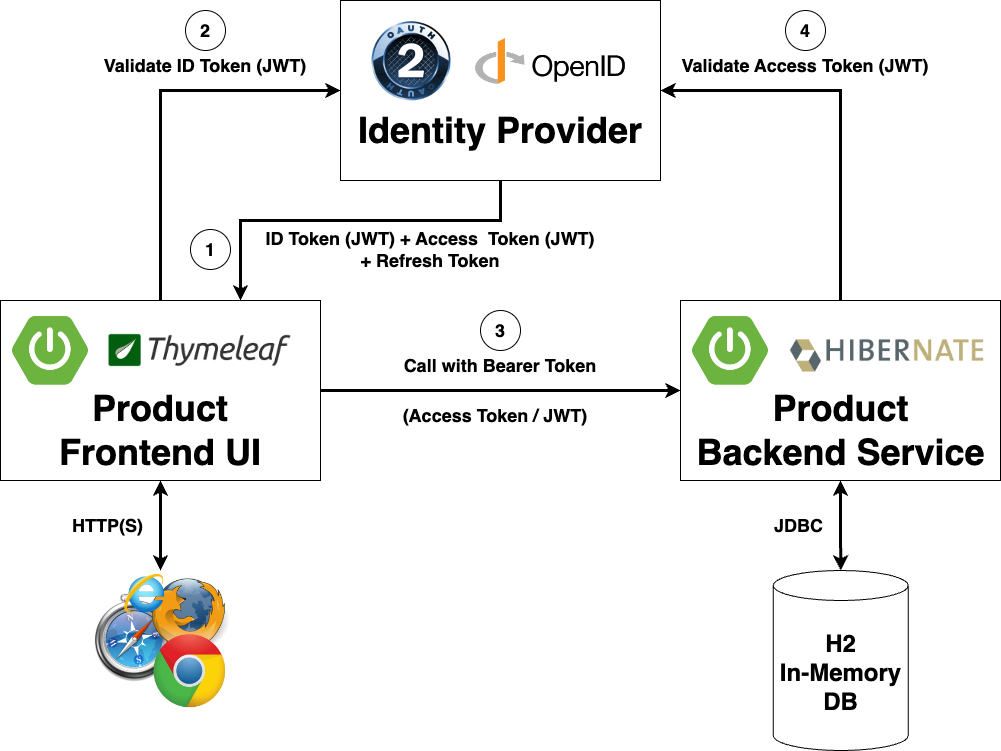 2
Validate ID Token (JWT)
OAUTH
2
OAUTH
OpenID
Identity Provider
4
Validate Access Token (JWT)
1
ID Token (JWT) + Access Token (JWT)
+ Refresh Token
Thymeleaf
Product
Frontend UI
3
Call with Bearer Token
(Access Token / JWT)
HIBERNATE
Product
Backend Service
HTTP(S)
JDBC
H2
In-Memory
DB